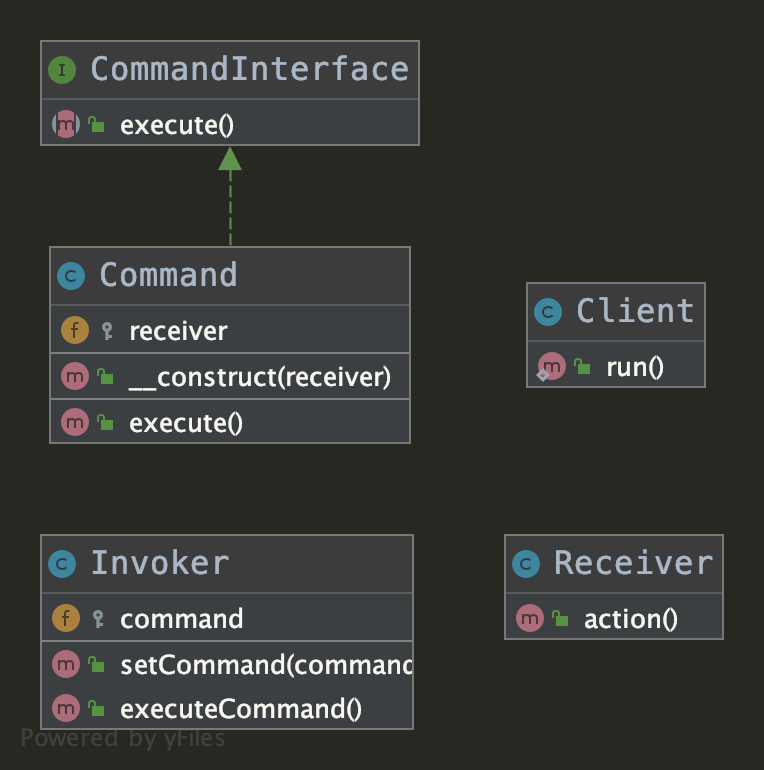 CommandInterface
execute()
Command
receiver
__construct(receiver)
execute()
Client
run()
Invoker
command
setCommand(command
executeCommand()
Receiver
action()
Powered by yFiles